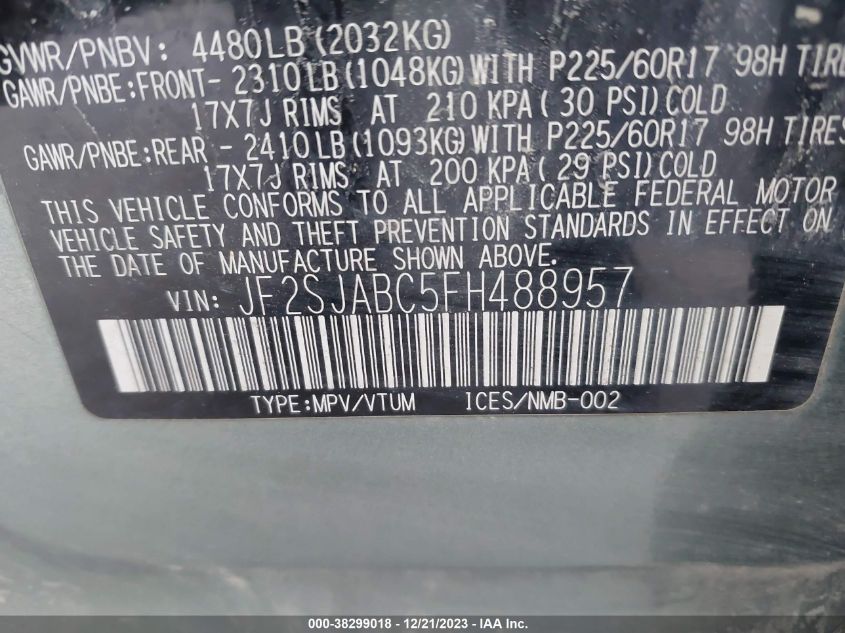 GVWR/PNBV: 4480LB(2032KG)
GAWR/PNBE:FRONT- 2310LB(1048KG)WITH P225/60R17 98H TIRE
17X7J RIMS AT 210 KPA(30 PSI)COLD
GAWR/PNBE:REAR - 2410LB(1093KG)WITH P225/60R17 98H TIRES
17X7J RIMS AT 200 KPA(29 PSI)COLD
THIS VEHICLE CONFORMS TO ALL APPLICABLE FEDERAL MOTOR
VEHICLE SAFETY AND THEFT PREVENTION STANDARDS IN EFFECT ON
THE DATE OF MANUFACTURE SHOWN ABOVE.
VIN: JF2SJABC5FH488957
TYPE:MPV/VTUM ICES/NMB-002
000-38299018 - 12/21/2023 - IAA